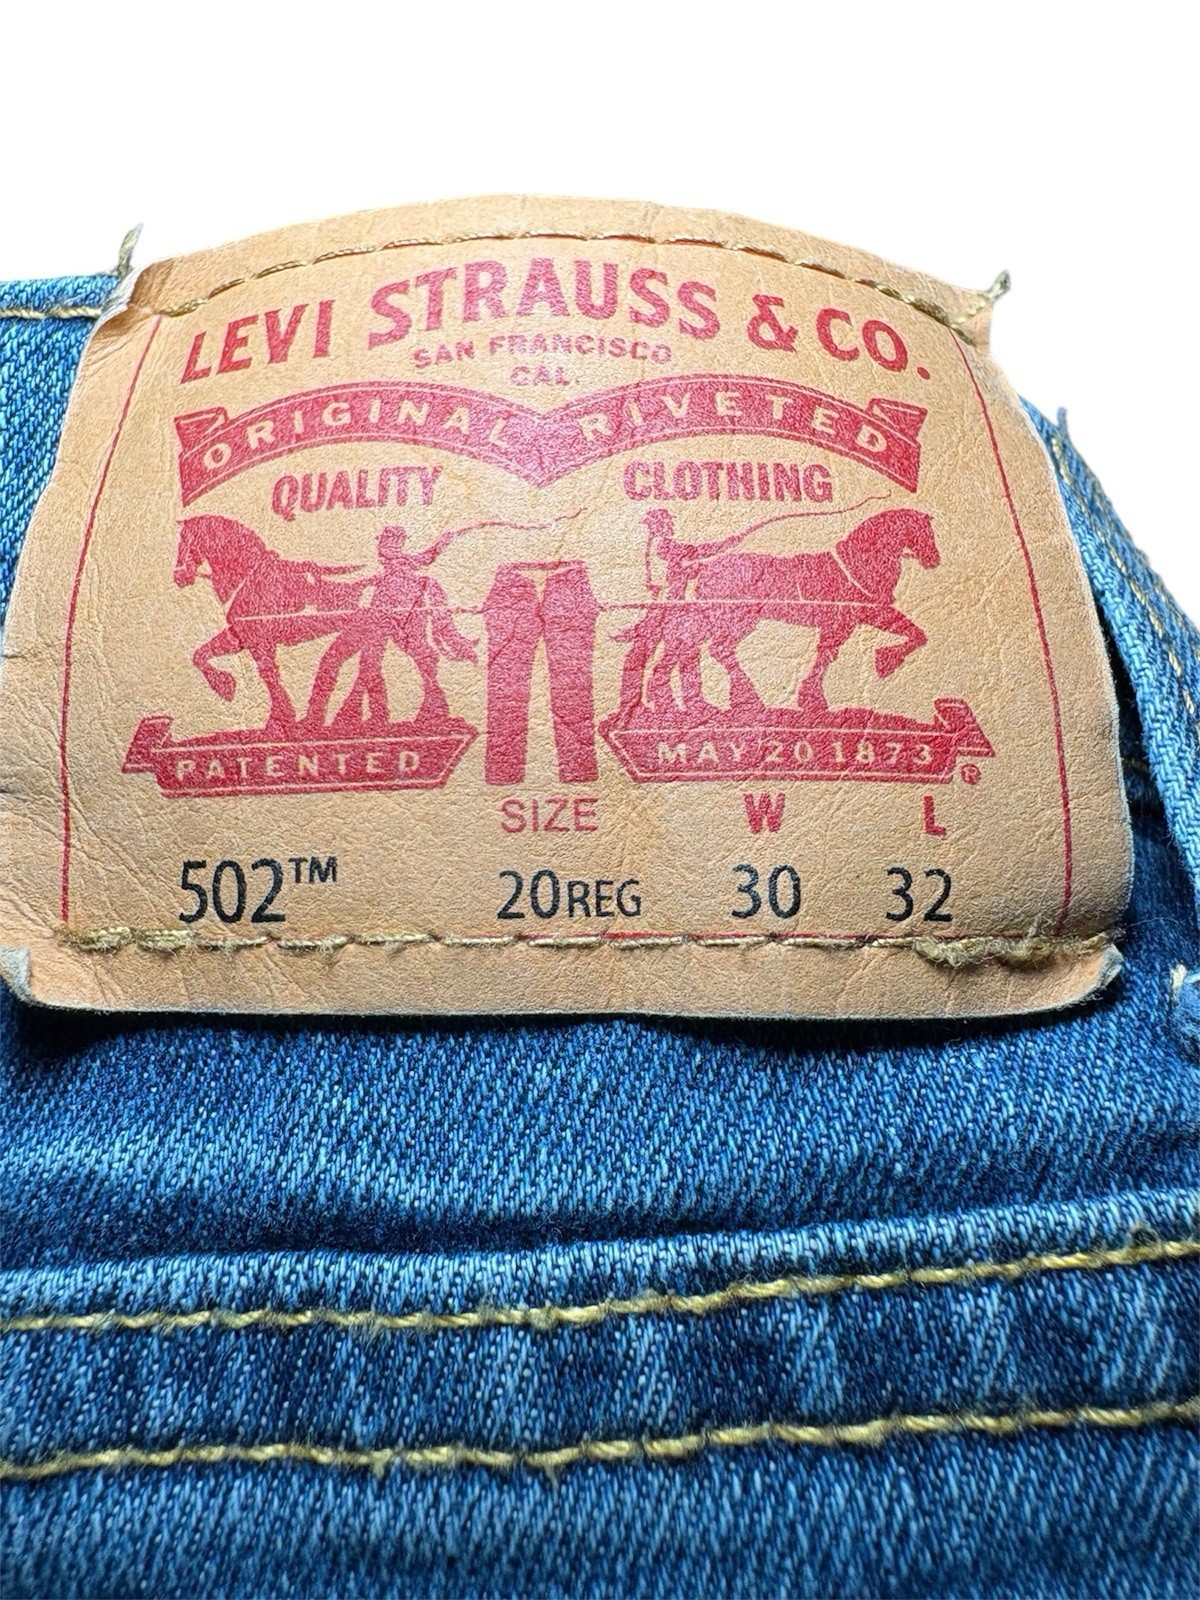 LEVI STRAUSS & CO.
SAN FRANCISCO
CAL.
ORIGINAL RIVETED
QUALITY CLOTHING
PATENTED MAY 20 1873 ®
SIZE W L
502™ 20REG 30 32